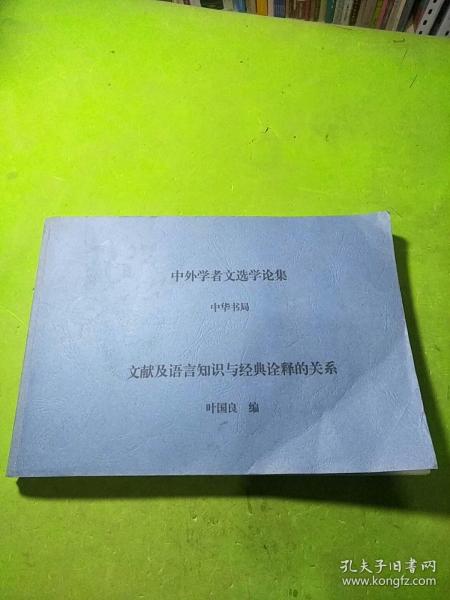 中外学者文选学论集
中华书局
文献及语言知识与经典诠释的关系
叶国良 编
孔夫子旧书网
www.kongfz.com